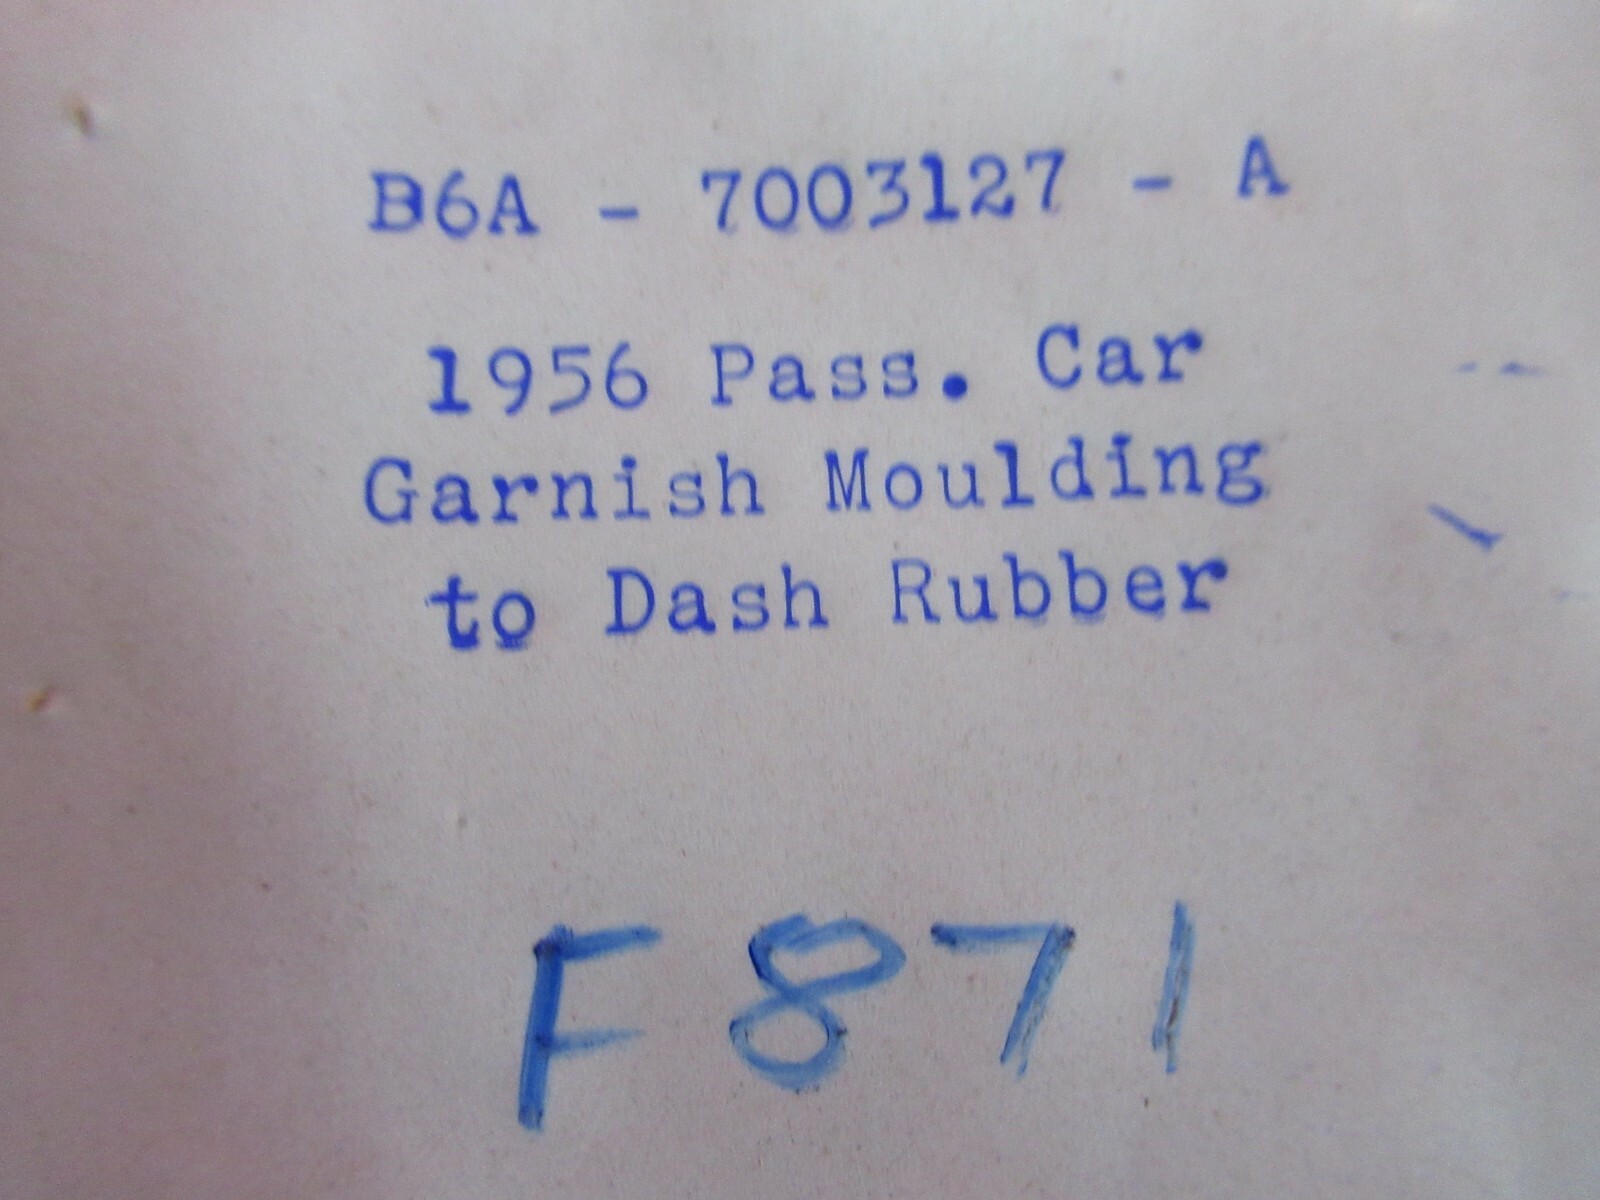 B6A - 7003127 - A
1956 Pass. Car
Garnish Moulding
to Dash Rubber
F871